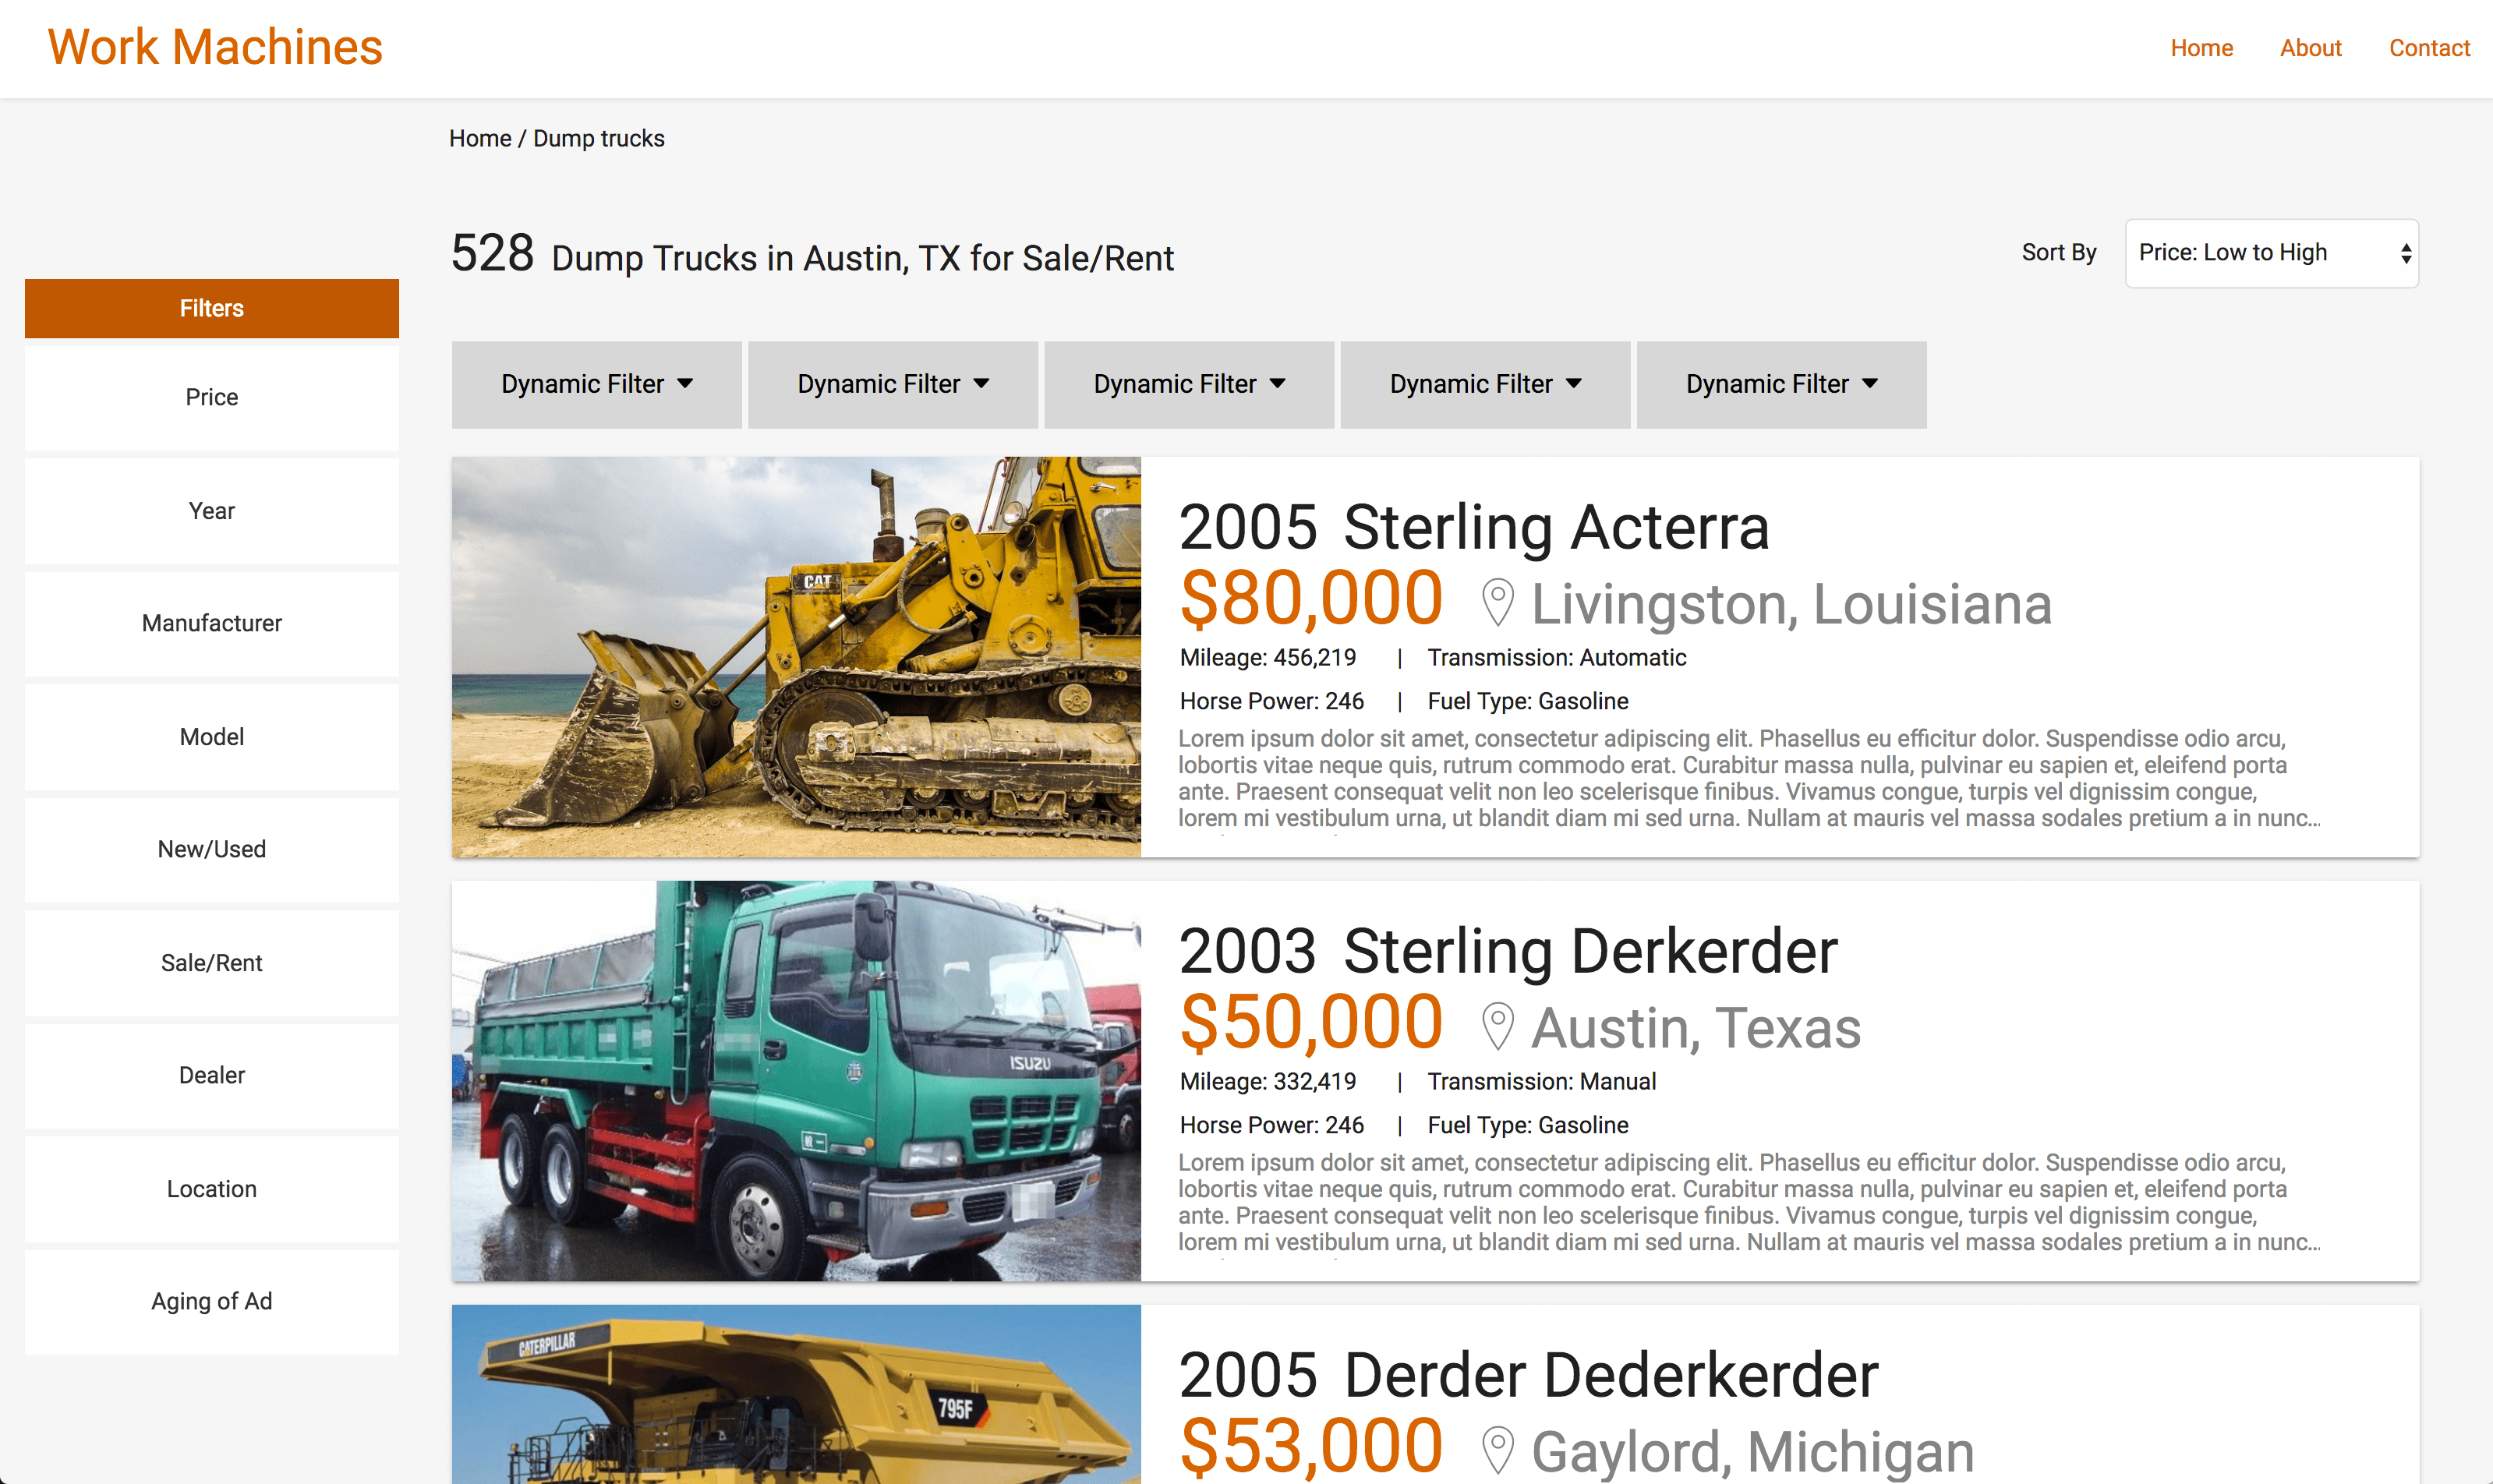 Work Machines
Home
About
Contact
Home / Dump trucks
528 Dump Trucks in Austin, TX for Sale/Rent
Sort By
Price: Low to High
Filters
Price
Year
Manufacturer
Model
New/Used
Sale/Rent
Dealer
Location
Aging of Ad
Dynamic Filter
Dynamic Filter
Dynamic Filter
Dynamic Filter
Dynamic Filter
CAT
2005 Sterling Acterra
$80,000 Livingston, Louisiana
Mileage: 456,219 | Transmission: Automatic
Horse Power: 246 | Fuel Type: Gasoline
Lorem ipsum dolor sit amet, consectetur adipiscing elit. Phasellus eu efficitur dolor. Suspendisse odio arcu,
lobortis vitae neque quis, rutrum commodo erat. Curabitur massa nulla, pulvinar eu sapien et, eleifend porta
ante. Praesent consequat velit non leo scelerisque finibus. Vivamus congue, turpis vel dignissim congue,
lorem mi vestibulum urna, ut blandit diam mi sed urna. Nullam at mauris vel massa sodales pretium a in nunc...
ISUZU
2003 Sterling Derkerder
$50,000 Austin, Texas
Mileage: 332,419 | Transmission: Manual
Horse Power: 246 | Fuel Type: Gasoline
Lorem ipsum dolor sit amet, consectetur adipiscing elit. Phasellus eu efficitur dolor. Suspendisse odio arcu,
lobortis vitae neque quis, rutrum commodo erat. Curabitur massa nulla, pulvinar eu sapien et, eleifend porta
ante. Praesent consequat velit non leo scelerisque finibus. Vivamus congue, turpis vel dignissim congue,
lorem mi vestibulum urna, ut blandit diam mi sed urna. Nullam at mauris vel massa sodales pretium a in nunc...
CATERPILLAR
795F
2005 Derder Dederkerder
$53,000 Gaylord, Michigan